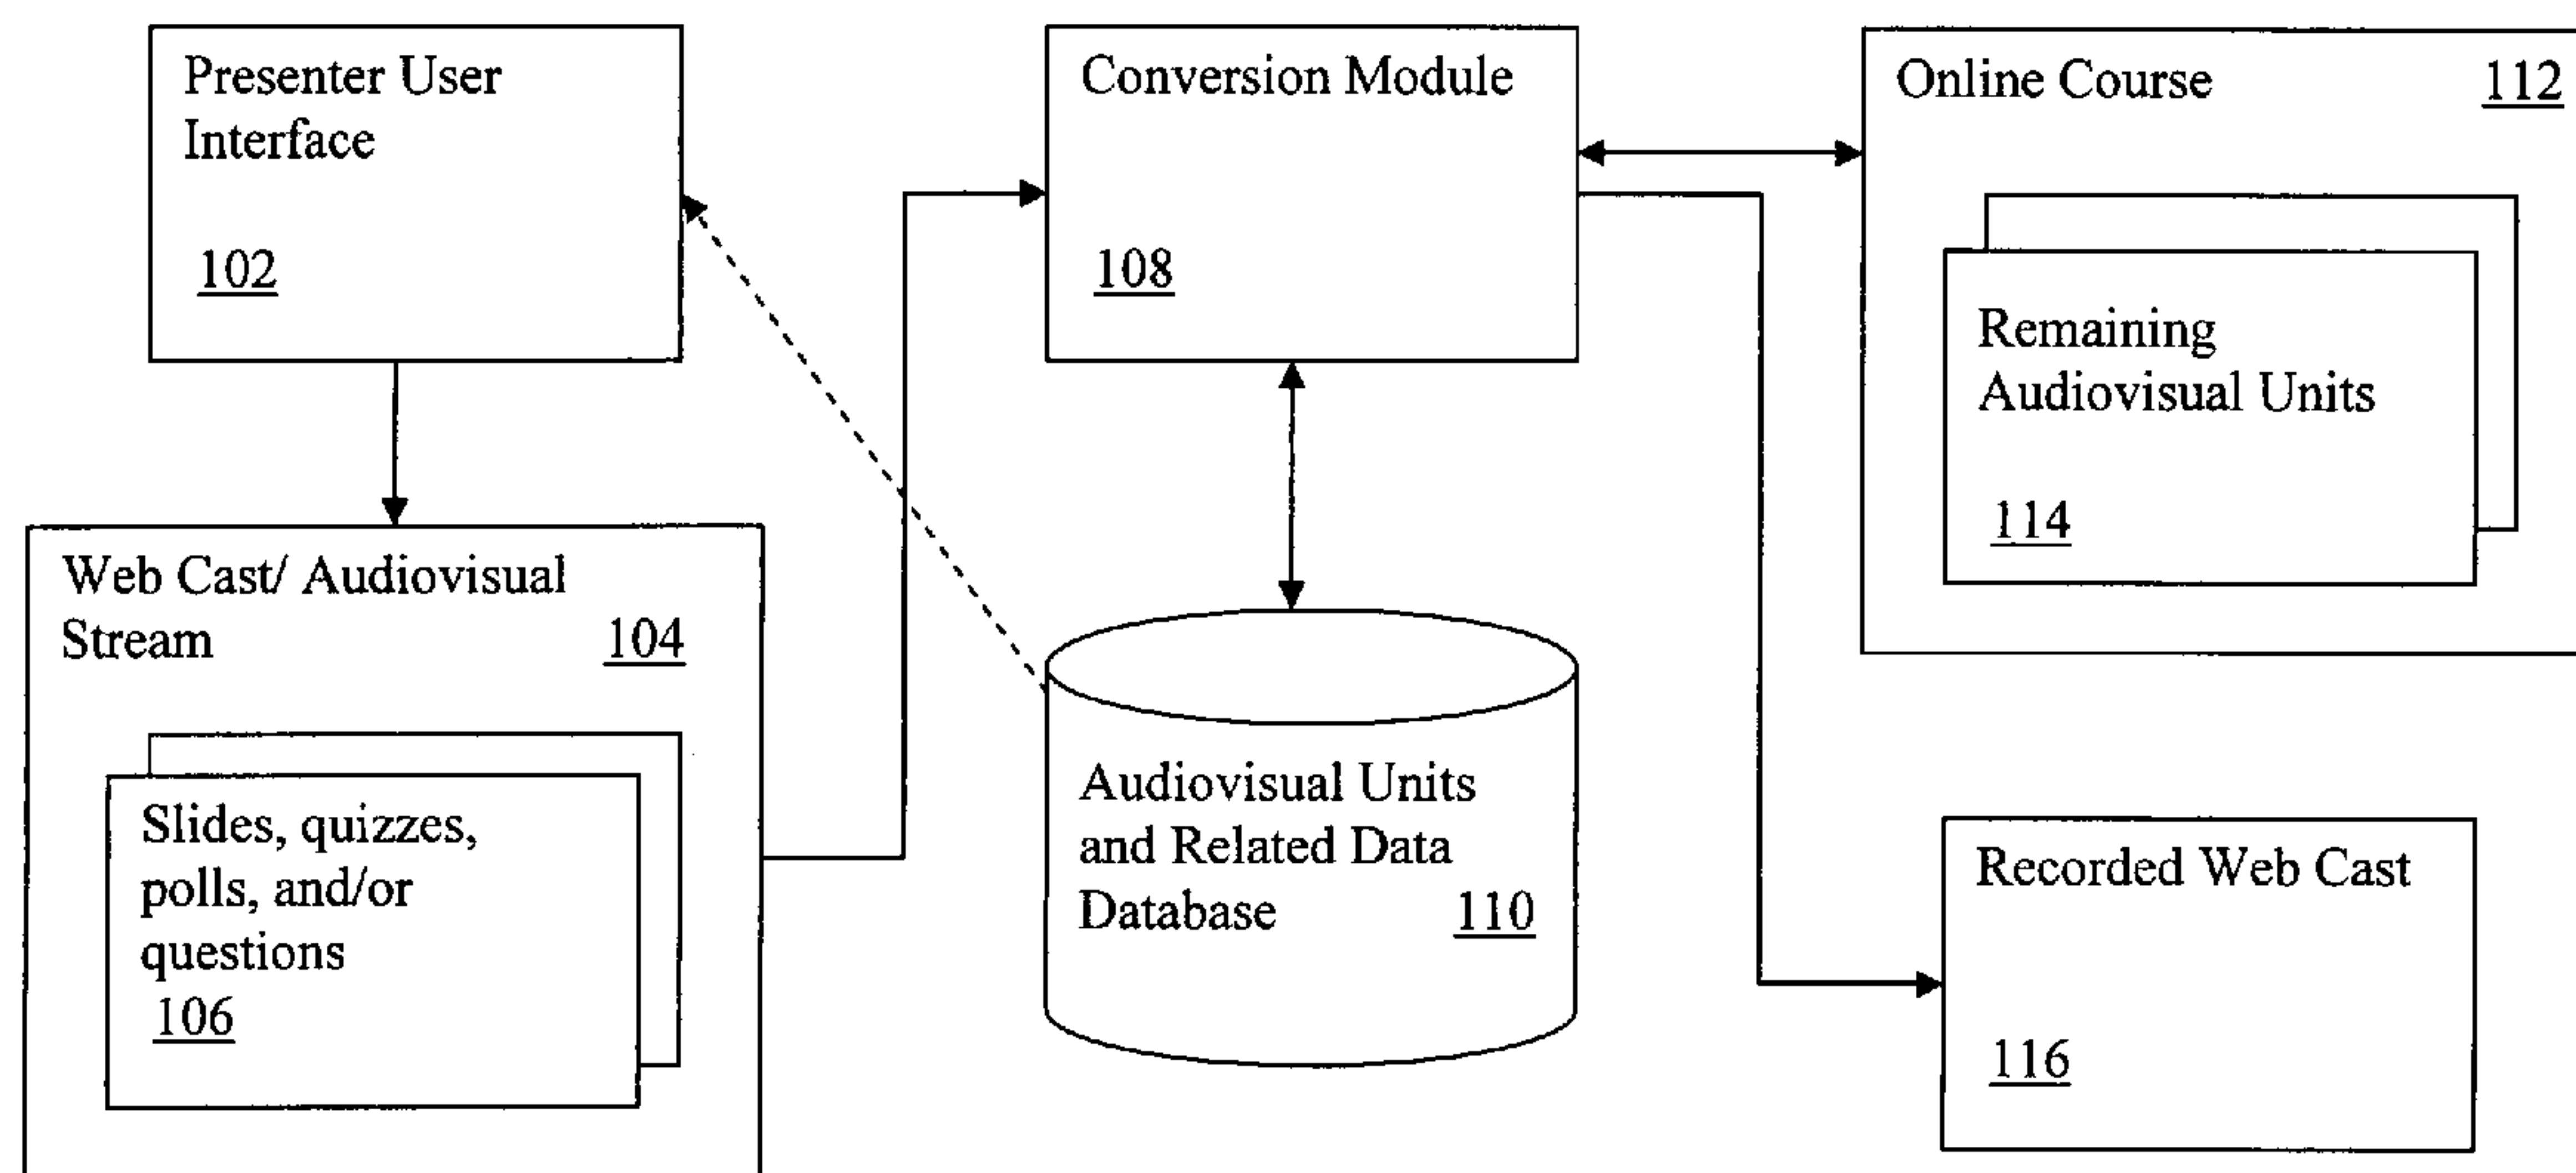 Presenter User
Interface
102
Web Cast/ Audiovisual
Stream 104
Slides, quizzes,
polls, and/or
questions
106
Conversion Module
108
Audiovisual Units
and Related Data
Database 110
Online Course 112
Remaining
Audiovisual Units
114
Recorded Web Cast
116